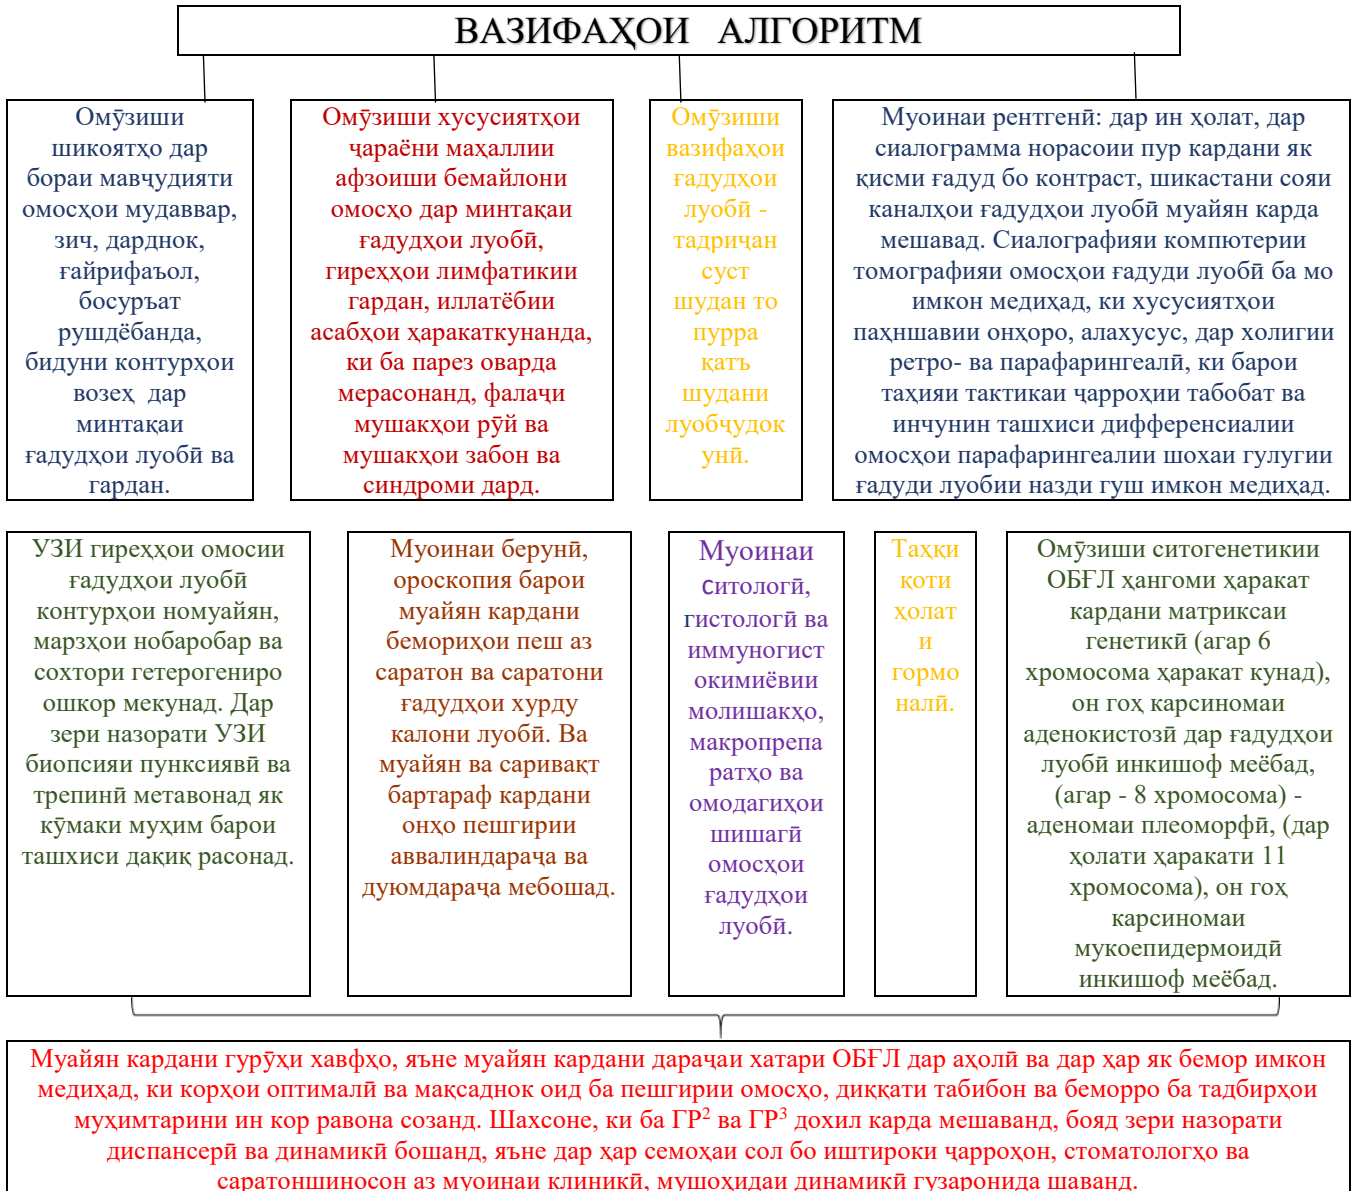 ВАЗИФАҲОИ АЛГОРИТМ
Омӯзиши
шикоятҳо дар
бораи мавҷудияти
омосҳои мудаввар,
зич, дарднок,
ғайрифаъол,
босуръат
рушдёбанда,
бидуни контурҳои
возеҳ дар
минтақаи
ғадудҳои луобӣ ва
гардан.
Омӯзиши хусусиятҳои
ҷараёни маҳаллии
афзоиши бемайлони
омосҳо дар минтақаи
ғадудҳои луобӣ,
гиреҳҳои лимфатикии
гардан, иллатёбии
асабҳои ҳаракаткунанда,
ки ба парез оварда
мерасонанд, фалаҷи
мушакҳои рӯй ва
мушакҳои забон ва
синдроми дард.
Омӯзиши
вазифаҳои
ғадудҳои
луобӣ -
тадриҷан
суст
шудан то
пурра
қатъ
шудани
луобҷудок
унӣ.
Муоинаи рентгенӣ: дар ин ҳолат, дар
сиалограмма норасоии пур кардани як
қисми ғадуд бо контраст, шикастани сояи
каналҳои ғадудҳои луобӣ муайян карда
мешавад. Сиалографияи компютерии
томографияи омосҳои ғадуди луобӣ ба мо
имкон медиҳад, ки хусусиятҳои
паҳншавии онҳоро, алахусус, дар холигии
ретро- ва парафарингеалӣ, ки барои
таҳияи тактикаи ҷарроҳии табобат ва
инчунин ташхиси дифференсиалии
омосҳои парафарингеалии шохаи гулугии
ғадуди луобии назди гуш имкон медиҳад.
УЗИ гиреҳҳои омосии
ғадудҳои луобӣ
контурҳои номуайян,
марзҳои нобаробар ва
сохтори гетерогениро
ошкор мекунад. Дар
зери назорати УЗИ
биопсияи пунксиявӣ ва
трепинӣ метавонад як
кӯмаки муҳим барои
ташхиси дақиқ расонад.
Муоинаи берунӣ,
ороскопия барои
муайян кардани
бемориҳои пеш аз
саратон ва саратони
ғадудҳои хурду
калони луобӣ. Ва
муайян ва саривақт
бартараф кардани
онҳо пешгирии
аввалиндараҷа ва
дуюмдараҷа мебошад.
Муоинаи
ситологӣ,
гистологӣ ва
иммуногист
окимиёвии
молишакҳо,
макропрепа
ратҳо ва
омодагиҳои
шишагӣ
омосҳои
ғадудҳои
луобӣ.
Таҳқи
қоти
ҳолат
и
гормо
налӣ.
Омӯзиши ситогенетикии
ОБҒЛ ҳангоми ҳаракат
кардани матриксаи
генетикӣ (агар 6
хромосома ҳаракат кунад),
он гоҳ карсиномаи
аденокистозӣ дар ғадудҳои
луобӣ инкишоф меёбад,
(агар - 8 хромосома) -
аденомаи плеоморфӣ, (дар
ҳолати ҳаракати 11
хромосома), он гоҳ
карсиномаи
мукоепидермоидӣ
инкишоф меёбад.
Муайян кардани гурӯҳи хавфҳо, яъне муайян кардани дараҷаи хатари ОБҒЛ дар аҳолӣ ва дар ҳар як бемор имкон
медиҳад, ки корҳои оптималӣ ва мақсаднок оид ба пешгирии омосҳо, диққати табибон ва беморро ба тадбирҳои
муҳимтарини ин кор равона созанд. Шахсоне, ки ба ГР² ва ГР³ дохил карда мешаванд, бояд зери назорати
диспансерӣ ва динамикӣ бошанд, яъне дар ҳар семоҳаи сол бо иштироки ҷарроҳон, стоматологҳо ва
саратоншиносон аз муоинаи клиникӣ, мушоҳидаи динамикӣ гузаронида шаванд.